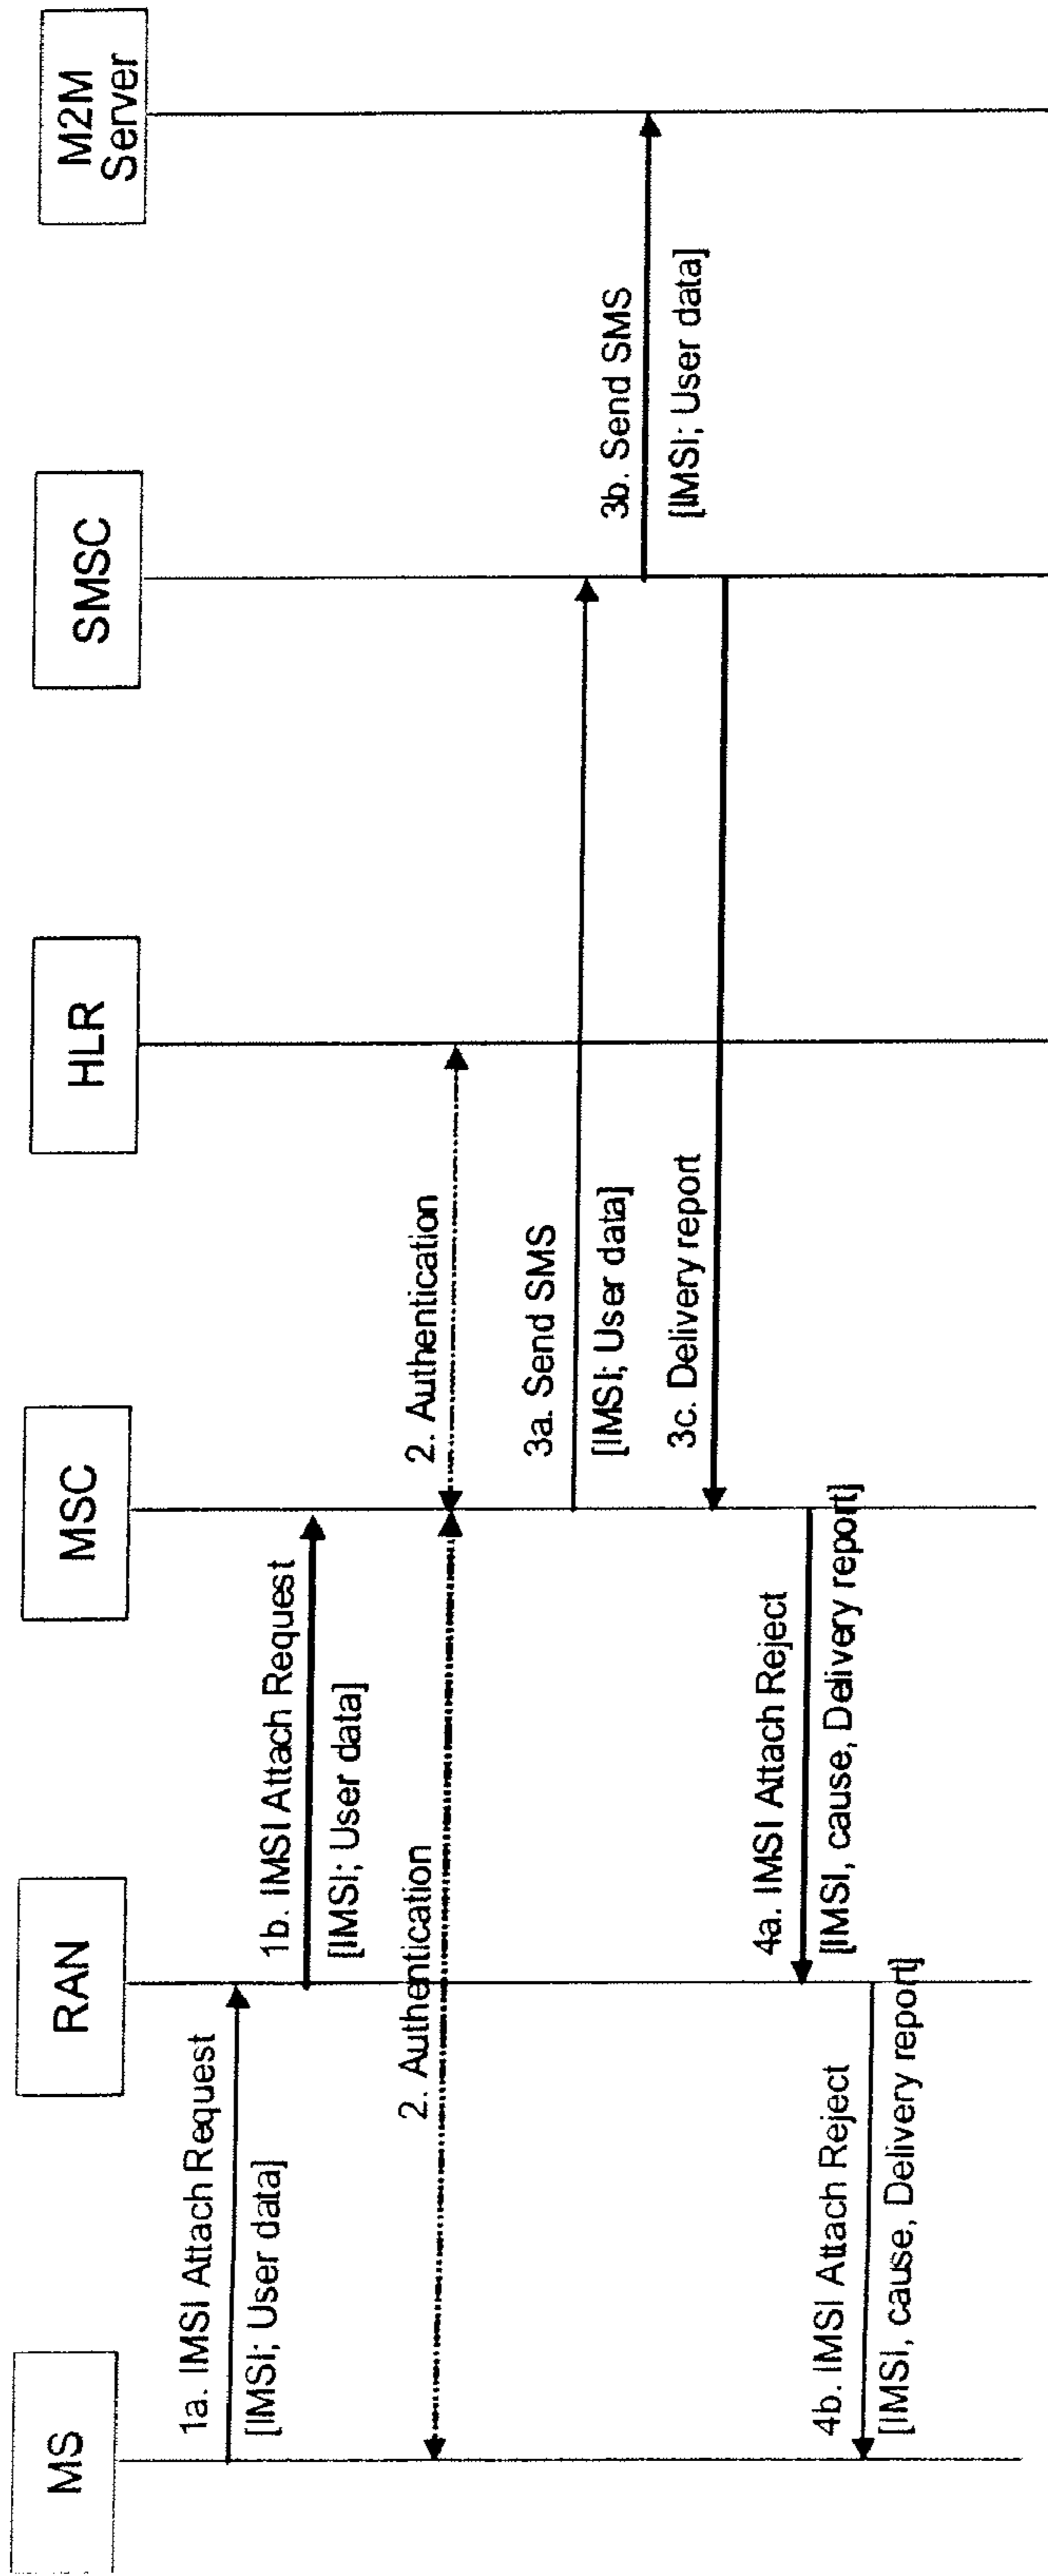 MS
RAN
MSC
HLR
SMSC
M2M
Server
1a. IMSI Attach Request
[IMSI; User data]
1b. IMSI Attach Request
[IMSI; User data]
2. Authentication
2. Authentication
3a. Send SMS
[IMSI; User data]
3b. Send SMS
[IMSI; User data]
3c. Delivery report
4a. IMSI Attach Reject
[IMSI, cause, Delivery report]
4b. IMSI Attach Reject
[IMSI, cause, Delivery report]